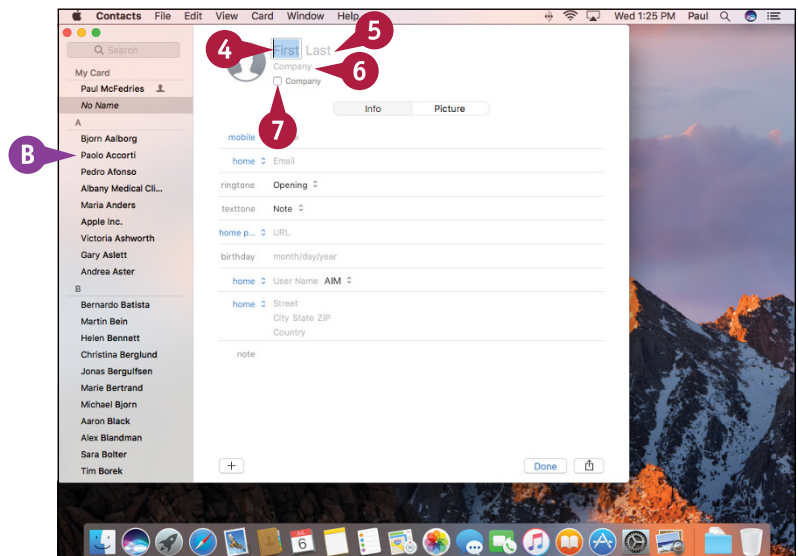 Contacts File Edit View Card Window Help
Wed 1:25 PM Paul
Search
My Card
Paul McFedries
No Name
A
Bjorn Aalborg
Paolo Accorti
Pedro Afonso
Albany Medical Cli...
Maria Anders
Apple Inc.
Victoria Ashworth
Gary Aslett
Andrea Aster
B
Bernardo Batista
Martin Bein
Helen Bennett
Christina Berglund
Jonas Bergulfsen
Marie Bertrand
Michael Bjorn
Aaron Black
Alex Blandman
Sara Bolter
Tim Borek
B
4
5
6
7
First Last
Company
Company
Info Picture
mobile
home Email
ringtone Opening
texttone Note
home p... URL
birthday month/day/year
home User Name AIM
home Street
City State ZIP
Country
note
+
Done
6